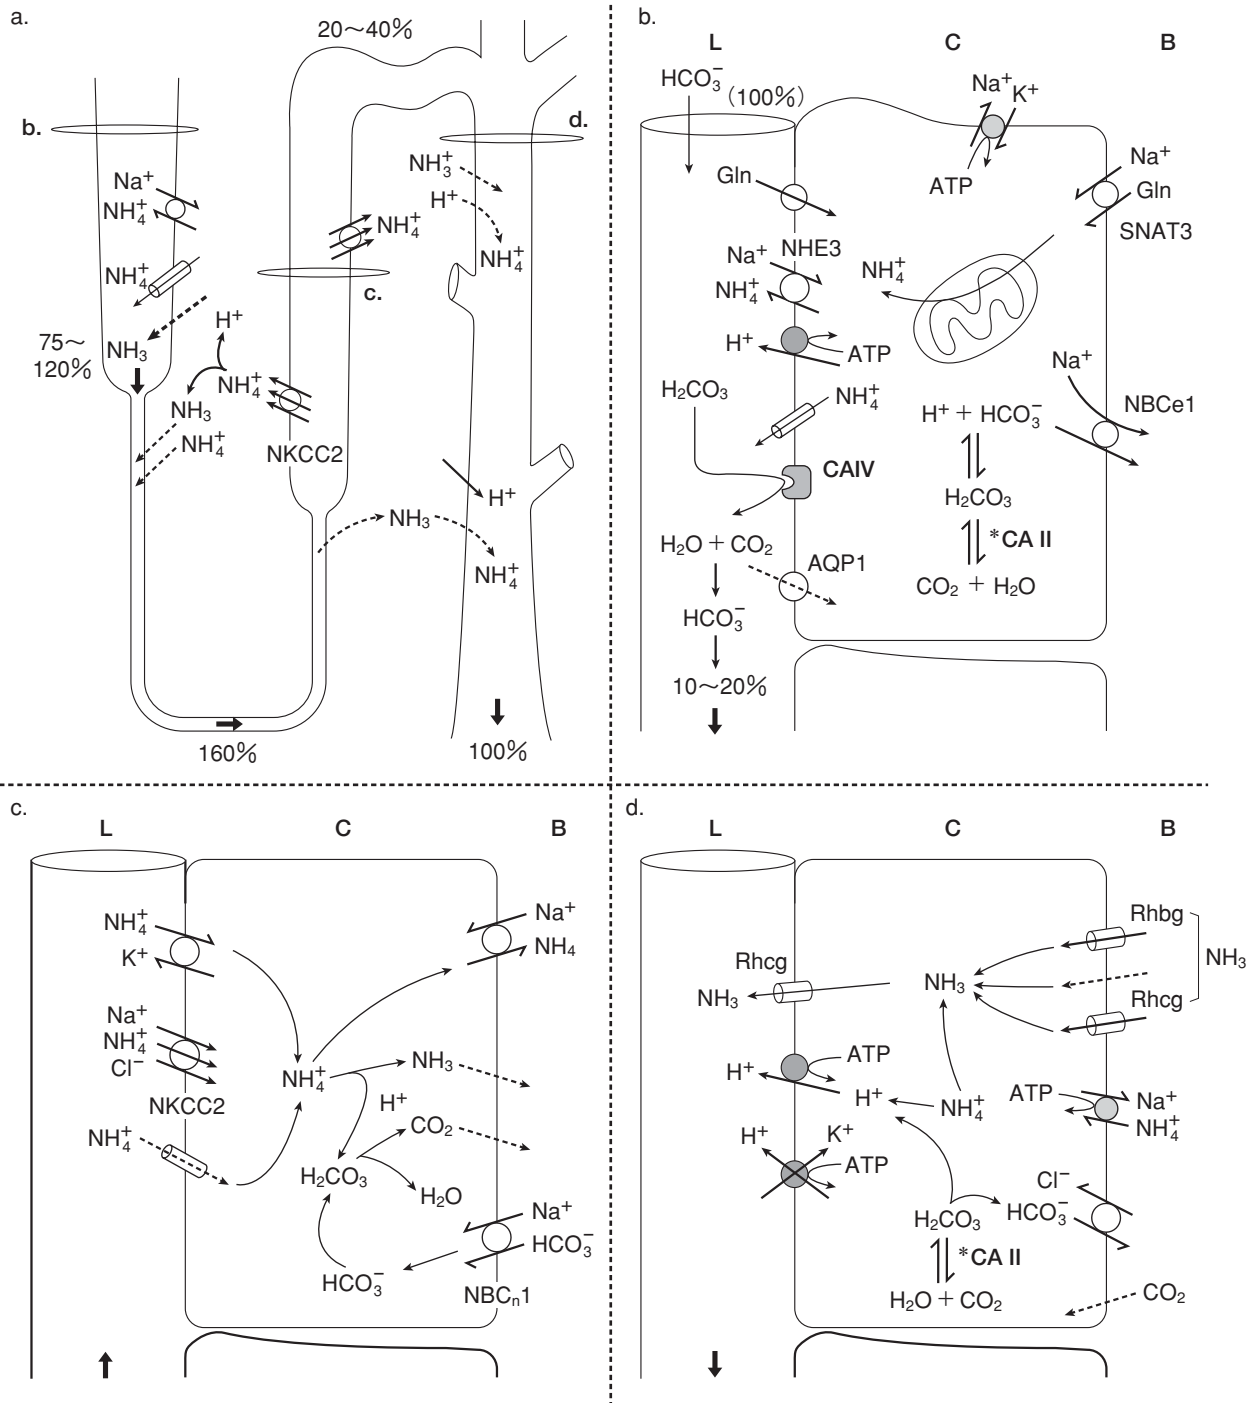 a.
20～40%
b.
d.
Na⁺
NH₄⁺
NH₃⁺
H⁺
NH₄⁺
NH₄⁺
NH₄⁺
c.
H⁺
75～
120%
NH₃
NH₄⁺
NH₃
NH₄⁺
NKCC2
H⁺
NH₃
NH₄⁺
160%
100%
b.
L
C
B
HCO₃⁻
(100%)
Na⁺
K⁺
ATP
Na⁺
Gln
SNAT3
Gln
NHE3
Na⁺
NH₄⁺
NH₄⁺
H⁺
ATP
H₂CO₃
NH₄⁺
Na⁺
NBCe1
H⁺ + HCO₃⁻
CAIV
H₂CO₃
*CA II
H₂O + CO₂
AQP1
CO₂ + H₂O
HCO₃⁻
10～20%
c.
L
C
B
NH₄⁺
K⁺
Na⁺
NH₄
Na⁺
NH₄⁺
Cl⁻
NKCC2
NH₄⁺
NH₃
H⁺
CO₂
NH₄⁺
H₂CO₃
H₂O
Na⁺
HCO₃⁻
HCO₃⁻
NBCₙ1
d.
L
C
B
Rhbg
NH₃
Rhcg
Rhcg
NH₃
NH₃
ATP
H⁺
H⁺
NH₄⁺
ATP
Na⁺
NH₄⁺
H⁺
K⁺
ATP
Cl⁻
H₂CO₃
HCO₃⁻
*CA II
H₂O + CO₂
CO₂